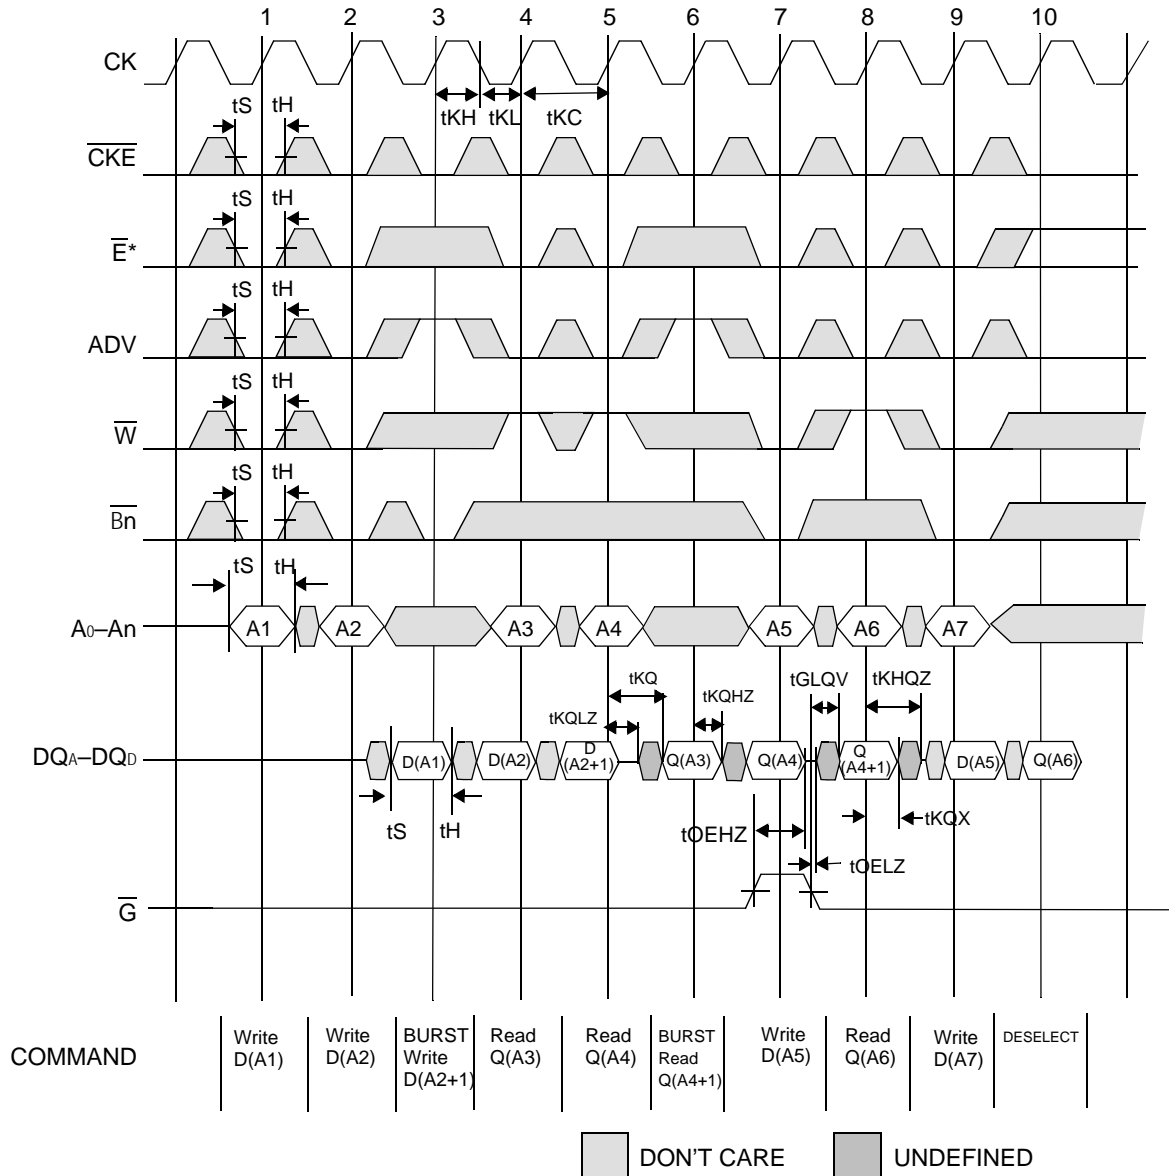 1 2 3 4 5 6 7 8 9 10
CK
tKH tKL tKC
tS tH
CKE
tS tH
E*
tS tH
ADV
tS tH
W
tS tH
Bn
tS tH
A0–An A1 A2 A3 A4 A5 A6 A7
tKQ tGLQV tKHQZ
tKQLZ tKQHZ
DQA–DQD D(A1) D(A2) D (A2+1) Q(A3) Q(A4) Q (A4+1) D(A5) Q(A6)
tS tH tOEHZ tKQX
tOELZ
G
COMMAND
Write D(A1)
Write D(A2)
BURST Write D(A2+1)
Read Q(A3)
Read Q(A4)
BURST Read Q(A4+1)
Write D(A5)
Read Q(A6)
Write D(A7)
DESELECT
DON'T CARE UNDEFINED